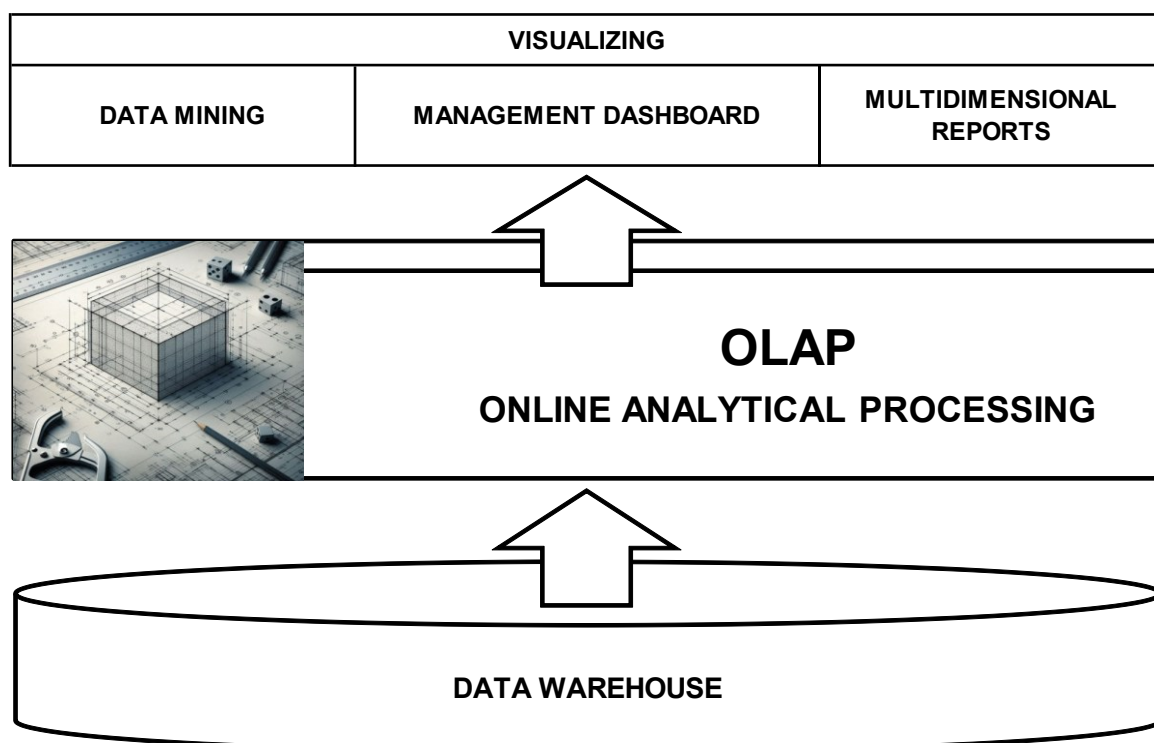 VISUALIZING
DATA MINING
MANAGEMENT DASHBOARD
MULTIDIMENSIONAL
REPORTS
OLAP
ONLINE ANALYTICAL PROCESSING
DATA WAREHOUSE